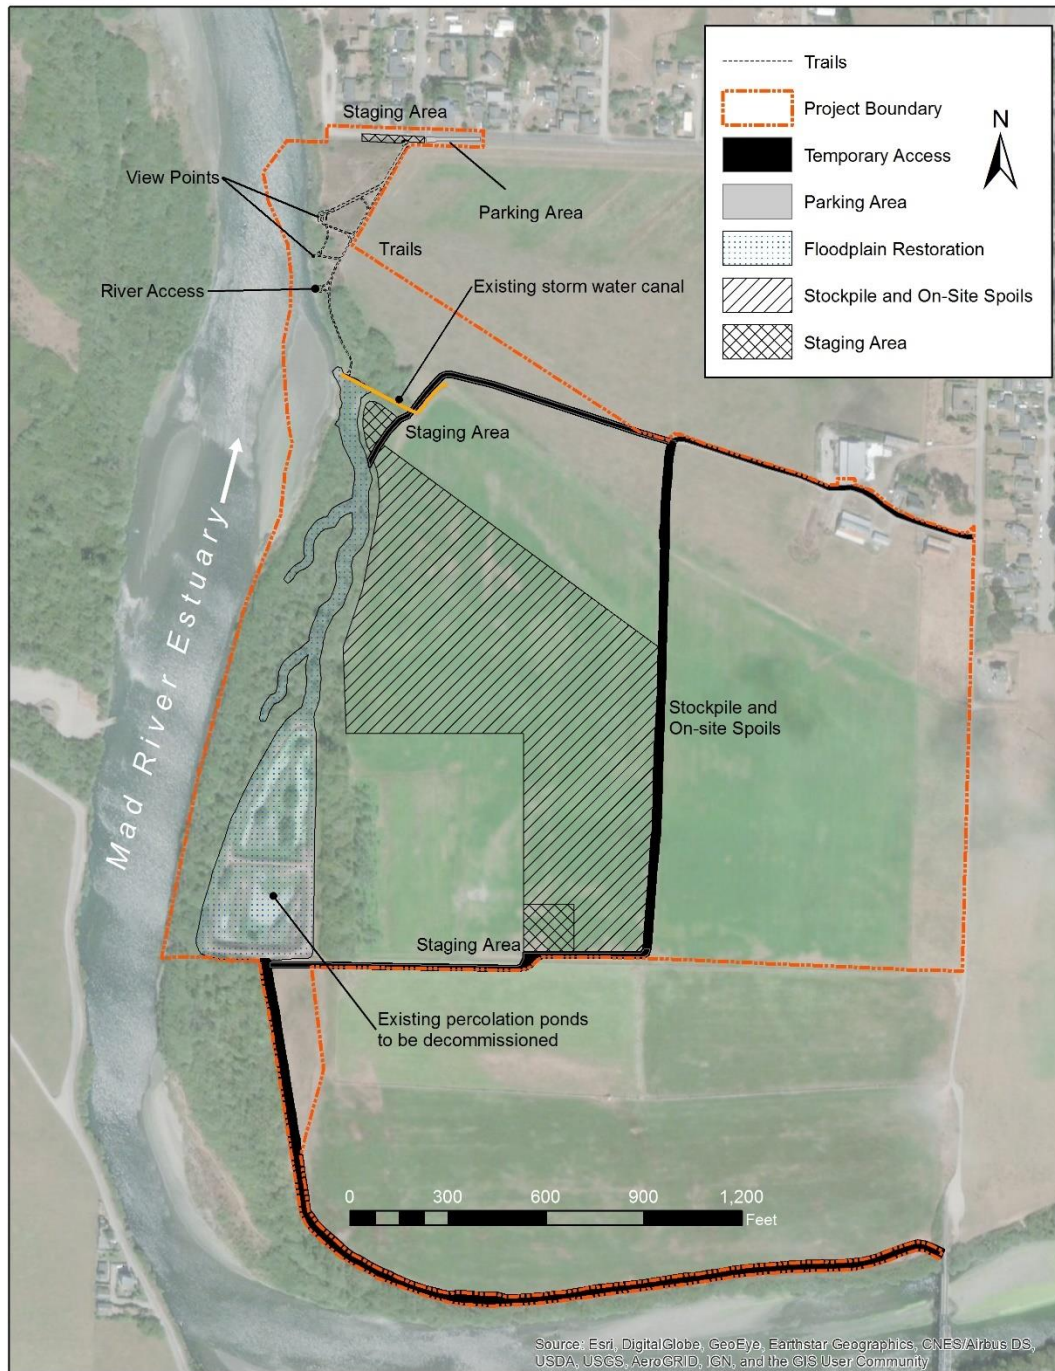 Trails
Project Boundary
Temporary Access
Parking Area
Floodplain Restoration
Stockpile and On-Site Spoils
Staging Area
N
Staging Area
View Points
Parking Area
Trails
River Access
Existing storm water canal
Staging Area
Mad River Estuary
Stockpile and
On-site Spoils
Staging Area
Existing percolation ponds
to be decommissioned
0 300 600 900 1,200
Feet
Source: Esri, DigitalGlobe, GeoEye, Earthstar Geographics, CNES/Airbus DS,
USDA, USGS, AeroGRID, IGN, and the GIS User Community